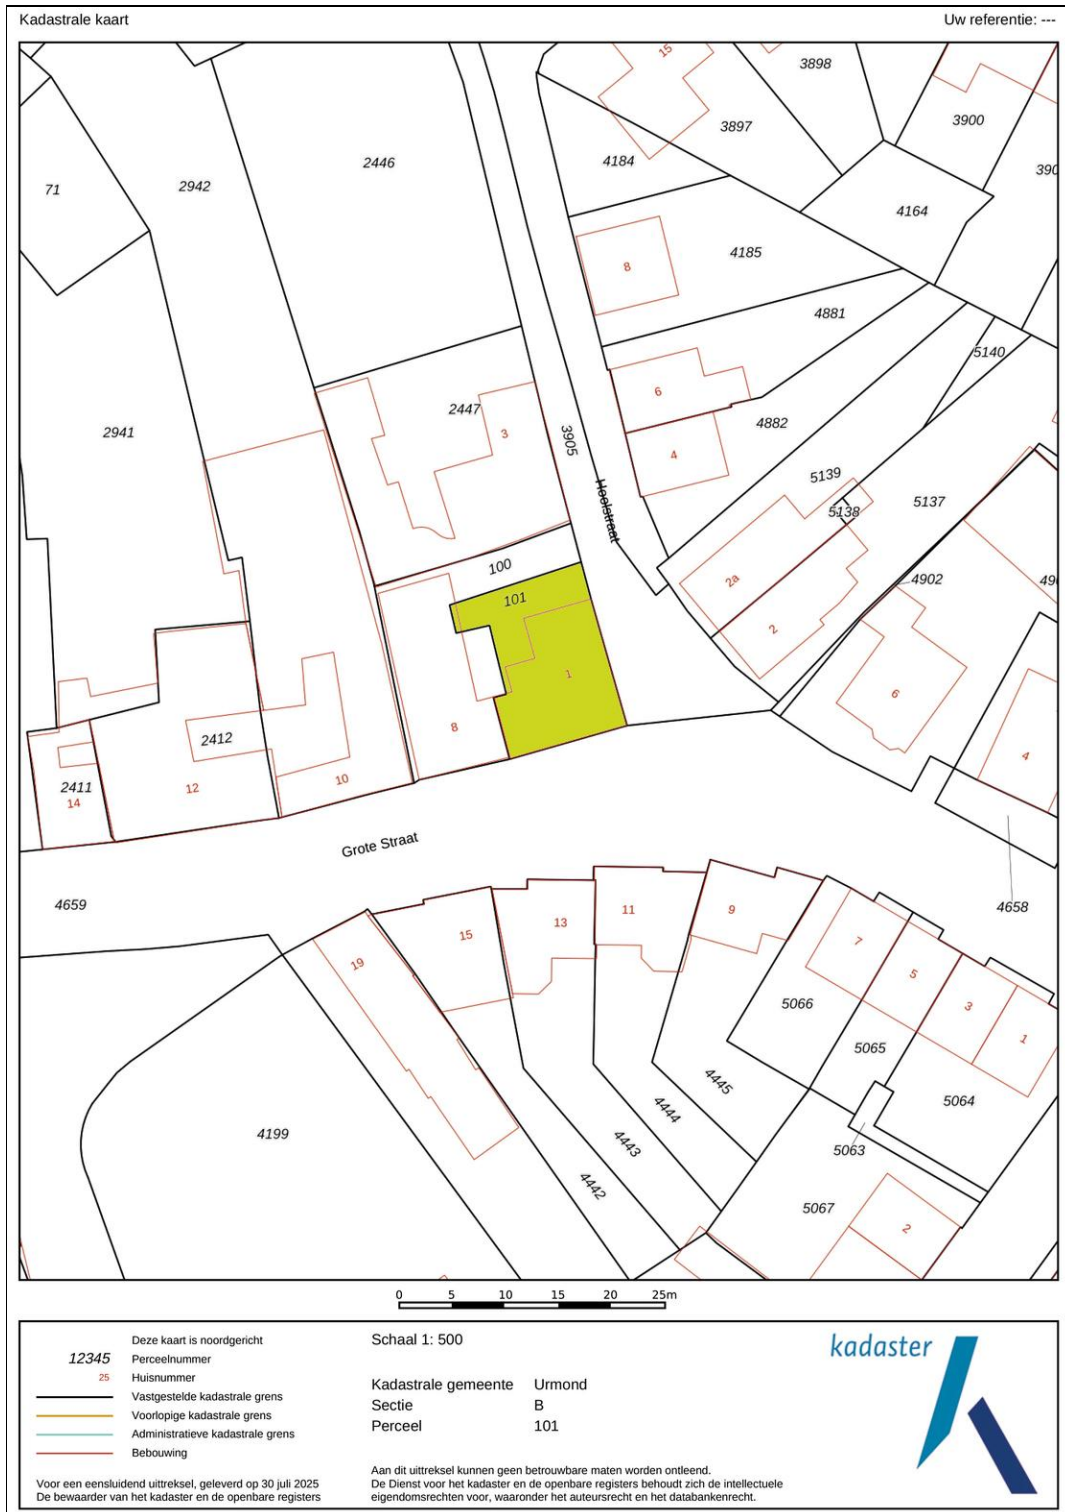 Kadastrale kaart
Uw referentie: ---
15
3898
3897
3900
390
71
2942
2446
4184
4164
4185
8
4881
5140
6
2447
3
2941
3905
4882
4
Hoolstraat
5139
5137
5138
100
101
2a
4902
490
2
1
6
8
4
2412
10
12
2411
14
Grote Straat
4659
4658
15
13
11
9
7
5
3
1
19
5066
5065
5064
4445
4444
4443
4442
4199
5063
5067
2
0 5 10 15 20 25m
Deze kaart is noordgericht
12345 Perceelnummer
25 Huisnummer
Vastgestelde kadastrale grens
Voorlopige kadastrale grens
Administratieve kadastrale grens
Bebouwing
Voor een eensluidend uittreksel, geleverd op 30 juli 2025
De bewaarder van het kadaster en de openbare registers
Schaal 1: 500
Kadastrale gemeente Urmond
Sectie B
Perceel 101
Aan dit uittreksel kunnen geen betrouwbare maten worden ontleend.
De Dienst voor het kadaster en de openbare registers behoudt zich de intellectuele
eigendomsrechten voor, waaronder het auteursrecht en het databankenrecht.
kadaster